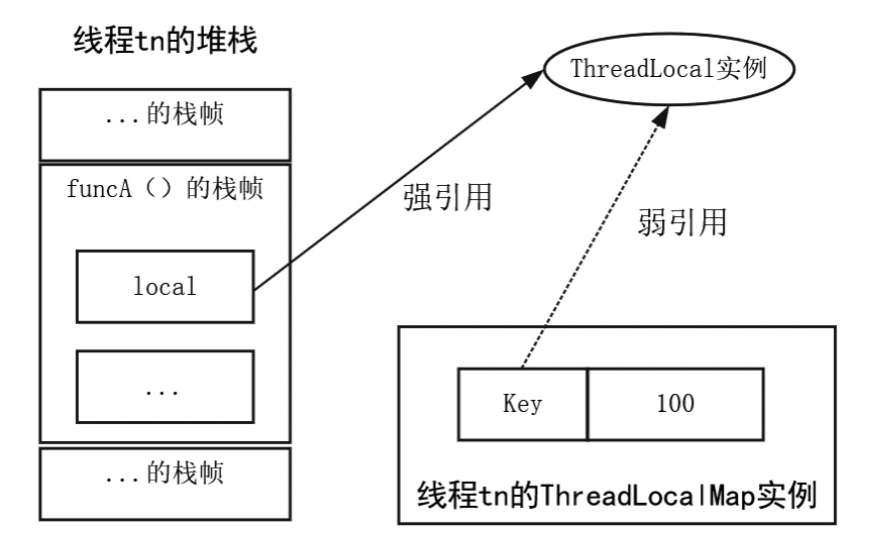 线程tn的堆栈
...的栈帧
funcA（）的栈帧
local
...
...的栈帧
ThreadLocal实例
强引用
弱引用
Key
100
线程tn的ThreadLocalMap实例